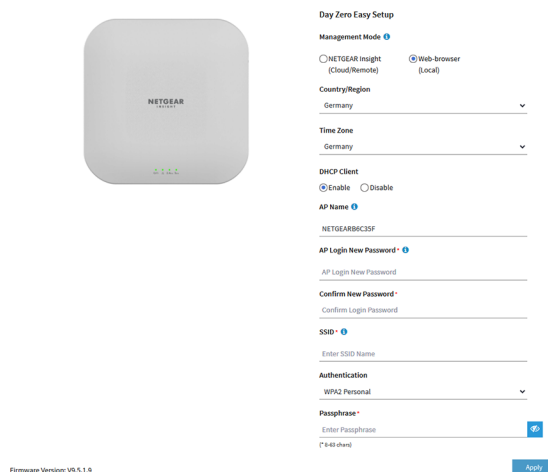 NETGEAR
INSIGHT
Day Zero Easy Setup
Management Mode
NETGEAR Insight
(Cloud/Remote)
Web-browser
(Local)
Country/Region
Germany
Time Zone
Germany
DHCP Client
Enable
Disable
AP Name
NETGEARB6C35F
AP Login New Password*
AP Login New Password
Confirm New Password*
Confirm Login Password
SSID*
Enter SSID Name
Authentication
WPA2 Personal
Passphrase*
Enter Passphrase
(* 8-63 chars)
Firmware Version: V9.5.1.9
Apply